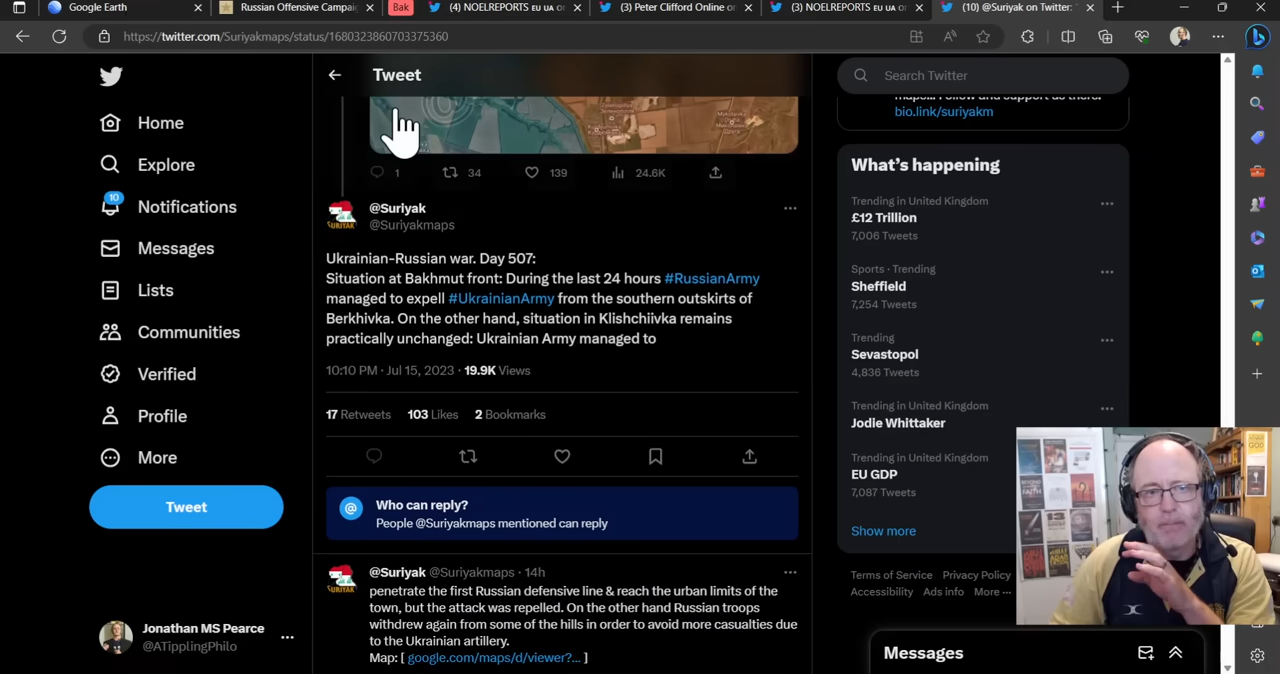 Google Earth
Russian Offensive Campai
Bak
(4) NOELREPORTS EU UA o
(3) Peter Clifford Online o
(3) NOELREPORTS EU UA o
(10) @Suriyak on Twitter:
https://twitter.com/Suriyakmaps/status/1680323860703375360
Home
Explore
10
Notifications
Messages
Lists
Communities
Verified
Profile
More
Tweet
Jonathan MS Pearce
@ATipplingPhilo
Tweet
1
34
139
24.6K
SURIYAK
@Suriyak
@Suriyakmaps
Ukrainian-Russian war. Day 507:
Situation at Bakhmut front: During the last 24 hours #RussianArmy
managed to expell #UkrainianArmy from the southern outskirts of
Berkhivka. On the other hand, situation in Klishchiivka remains
practically unchanged: Ukrainian Army managed to
10:10 PM · Jul 15, 2023 · 19.9K Views
17 Retweets 103 Likes 2 Bookmarks
Who can reply?
People @Suriyakmaps mentioned can reply
SURIYAK
@Suriyak @Suriyakmaps · 14h
penetrate the first Russian defensive line & reach the urban limits of the
town, but the attack was repelled. On the other hand Russian troops
withdrew again from some of the hills in order to avoid more casualties due
to the Ukrainian artillery.
Map: [ google.com/maps/d/viewer?... ]
Search Twitter
maps... Follow and support us there!
bio.link/suriyakm
What's happening
Trending in United Kingdom
£12 Trillion
7,006 Tweets
Sports · Trending
Sheffield
7,254 Tweets
Trending
Sevastopol
4,836 Tweets
Trending in United Kingdom
Jodie Whittaker
Trending in United Kingdom
EU GDP
7,087 Tweets
Show more
Terms of Service Privacy Policy
Accessibility Ads info More ···
Messages